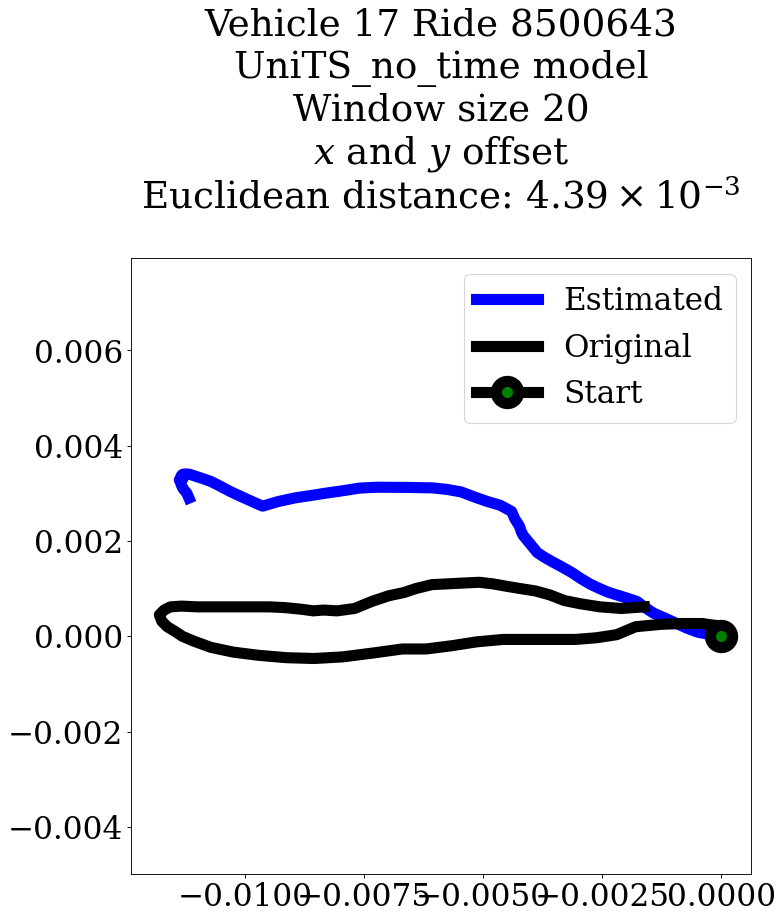 Vehicle 17 Ride 8500643
UniTS_no_time model
Window size 20
x and y offset
Euclidean distance: 4.39 × 10⁻³
Estimated
Original
Start
0.006
0.004
0.002
0.000
−0.002
−0.004
−0.0100 −0.0075 −0.0050 −0.0025 0.0000